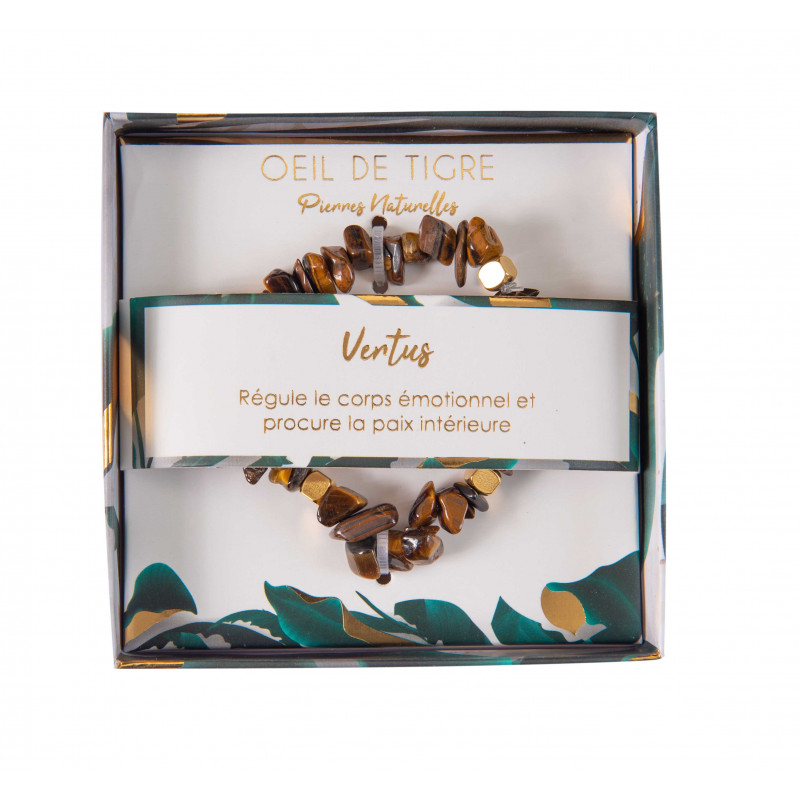 OEIL DE TIGRE
Pierres Naturelles
Vertus
Régule le corps émotionnel et
procure la paix intérieure